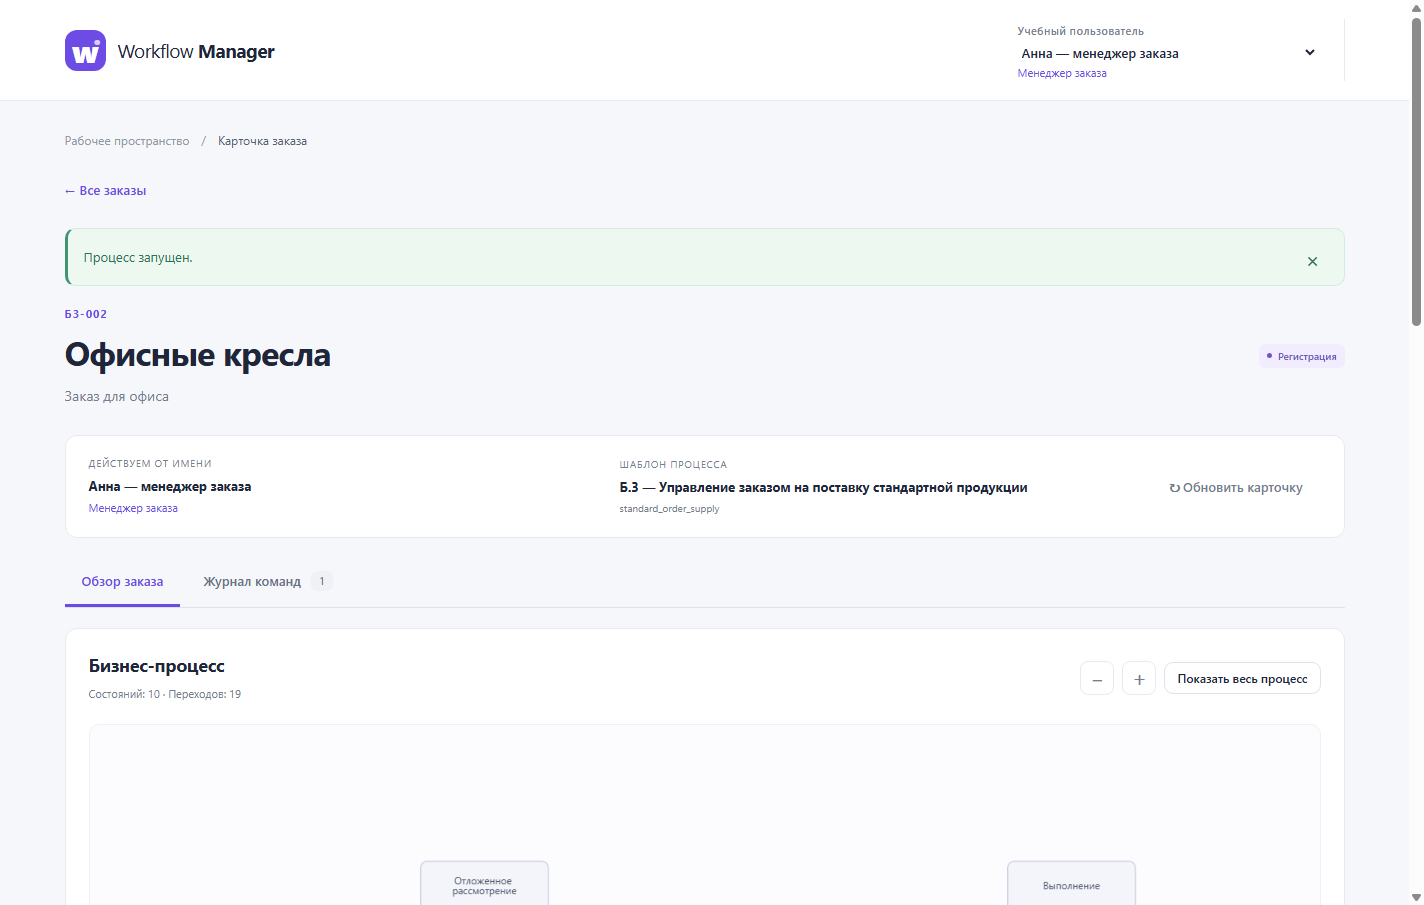 Workflow Manager
Учебный пользователь
Анна — менеджер заказа
Менеджер заказа
Рабочее пространство / Карточка заказа
← Все заказы
Процесс запущен.
×
Б3-002
Офисные кресла
Регистрация
Заказ для офиса
ДЕЙСТВУЕМ ОТ ИМЕНИ
Анна — менеджер заказа
Менеджер заказа
ШАБЛОН ПРОЦЕССА
Б.3 — Управление заказом на поставку стандартной продукции
standard_order_supply
↻ Обновить карточку
Обзор заказа
Журнал команд 1
Бизнес-процесс
Состояний: 10 · Переходов: 19
− + Показать весь процесс
Отложенное
рассмотрение
Выполнение